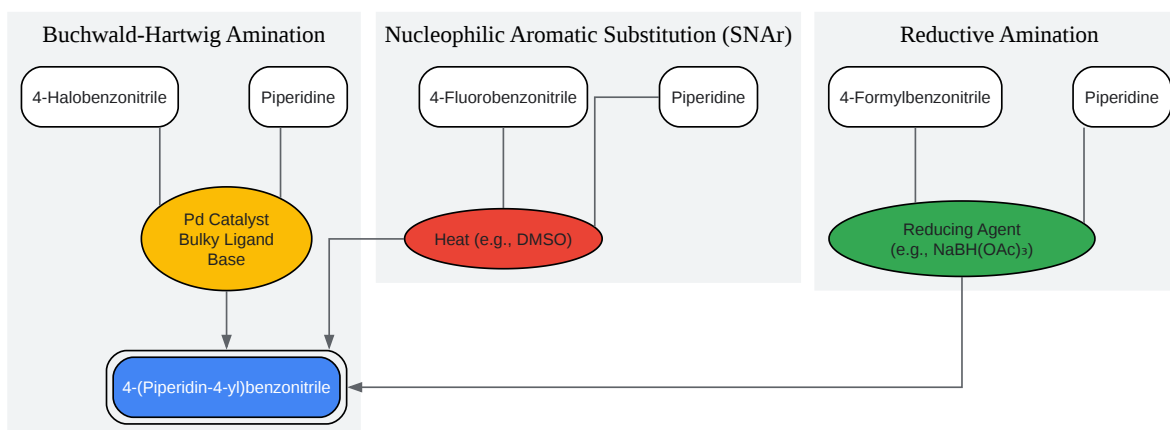 Buchwald-Hartwig Amination
4-Halobenzonitrile
Piperidine
Pd Catalyst
Bulky Ligand
Base
4-(Piperidin-4-yl)benzonitrile
Nucleophilic Aromatic Substitution (SNAr)
4-Fluorobenzonitrile
Piperidine
Heat (e.g., DMSO)
Reductive Amination
4-Formylbenzonitrile
Piperidine
Reducing Agent
(e.g., NaBH(OAc)₃)